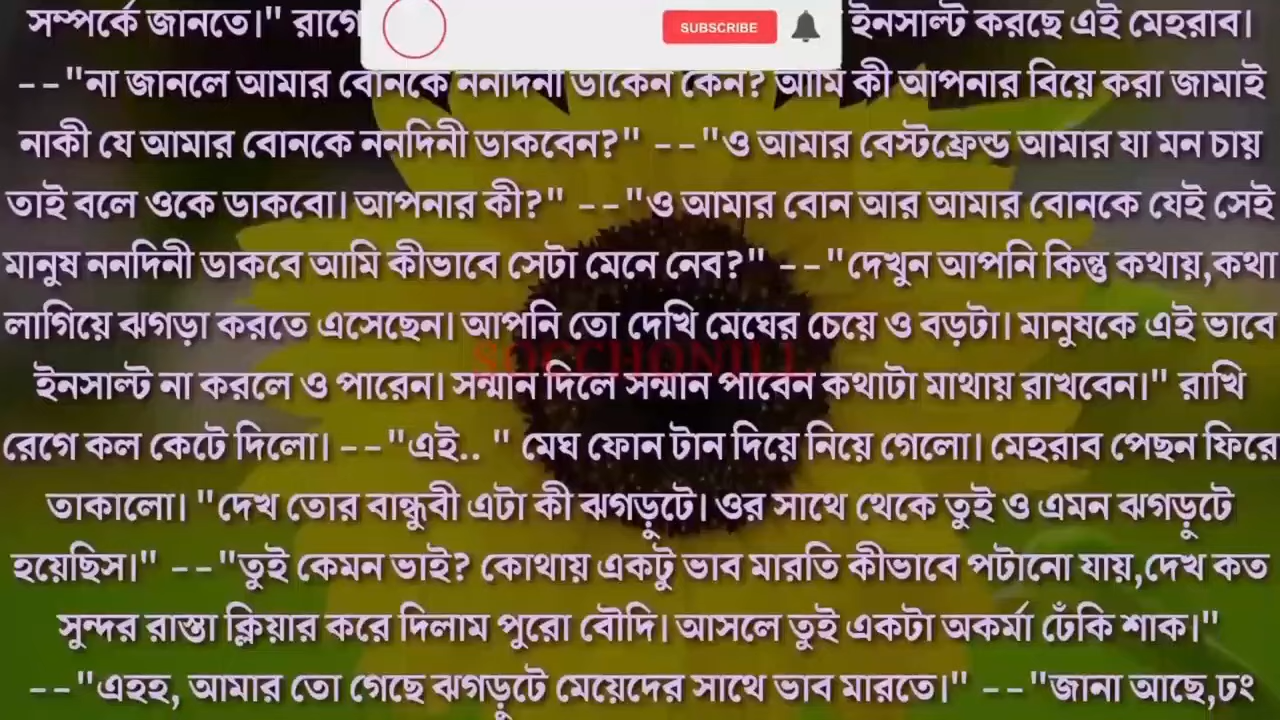 সম্পর্কে জানতে।" রাগে ইনসাল্ট করছে এই মেহরাব।
SUBSCRIBE
--"না জানলে আমার বোনকে ননদিনী ডাকেন কেন? আমি কী আপনার বিয়ে করা জামাই
নাকী যে আমার বোনকে ননদিনী ডাকবেন?" --"ও আমার বেস্টফ্রেন্ড আমার যা মন চায়
তাই বলে ওকে ডাকবো। আপনার কী?" --"ও আমার বোন আর আমার বোনকে যেই সেই
মানুষ ননদিনী ডাকবে আমি কীভাবে সেটা মেনে নেব?" --"দেখুন আপনি কিন্তু কথায়,কথা
লাগিয়ে ঝগড়া করতে এসেছেন। আপনি তো দেখি মেঘের চেয়ে ও বড়টা। মানুষকে এই ভাবে
SOCCHONILL
ইনসাল্ট না করলে ও পারেন। সন্মান দিলে সন্মান পাবেন কথাটা মাথায় রাখবেন।" রাখি
রেগে কল কেটে দিলো। --"এই.. " মেঘ ফোন টান দিয়ে নিয়ে গেলো। মেহরাব পেছন ফিরে
তাকালো। "দেখ তোর বান্ধুবী এটা কী ঝগড়ুটে। ওর সাথে থেকে তুই ও এমন ঝগড়ুটে
হয়েছিস।" --"তুই কেমন ভাই? কোথায় একটু ভাব মারতি কীভাবে পটানো যায়,দেখ কত
সুন্দর রাস্তা ক্লিয়ার করে দিলাম পুরো বৌদি। আসলে তুই একটা অকর্মা ঢেঁকি শাক।"
--"এহহ, আমার তো গেছে ঝগড়ুটে মেয়েদের সাথে ভাব মারতে।" --"জানা আছে,ঢং